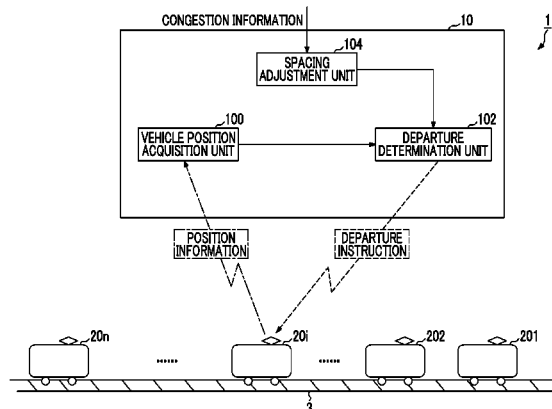 CONGESTION INFORMATION
10
1
104
SPACING
ADJUSTMENT UNIT
100
VEHICLE POSITION
ACQUISITION UNIT
102
DEPARTURE
DETERMINATION UNIT
POSITION
INFORMATION
DEPARTURE
INSTRUCTION
20n
......
20i
......
202
201
3